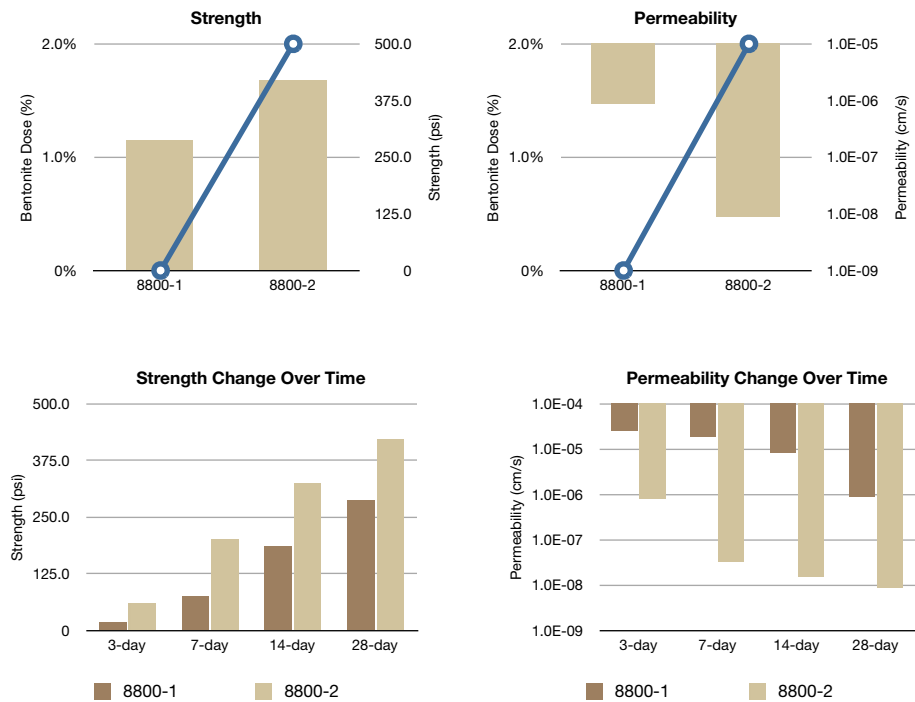 Strength
2.0%
1.0%
0%
Bentonite Dose (%)
500.0
375.0
250.0
125.0
0
Strength (psi)
8800-1
8800-2
Permeability
2.0%
1.0%
0%
Bentonite Dose (%)
1.0E-05
1.0E-06
1.0E-07
1.0E-08
1.0E-09
Permeability (cm/s)
8800-1
8800-2
Strength Change Over Time
500.0
375.0
250.0
125.0
0
Strength (psi)
3-day
7-day
14-day
28-day
8800-1
8800-2
Permeability Change Over Time
1.0E-04
1.0E-05
1.0E-06
1.0E-07
1.0E-08
1.0E-09
Permeability (cm/s)
3-day
7-day
14-day
28-day
8800-1
8800-2